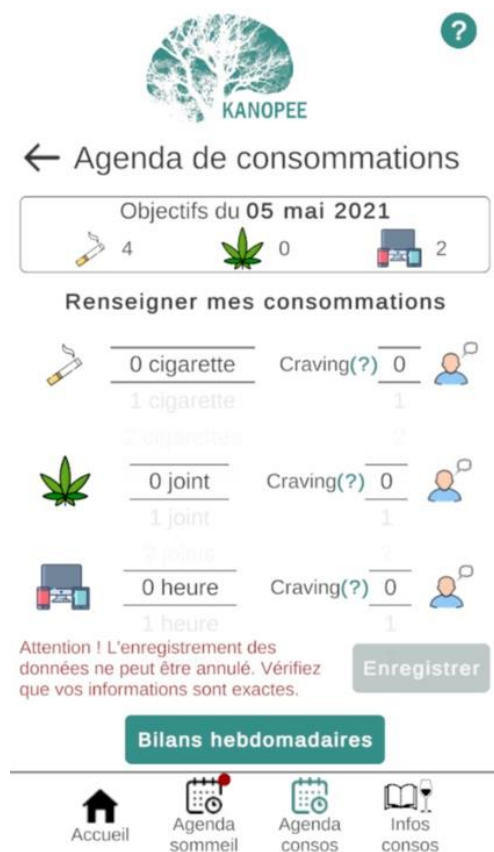 ?
KANOPEE
← Agenda de consommations
Objectifs du 05 mai 2021
4 0 2
Renseigner mes consommations
0 cigarette Craving(?) 0
1 cigarette 1
2 cigarettes 2
0 joint Craving(?) 0
1 joint 1
2 joints 2
0 heure Craving(?) 0
1 heure 1
Attention ! L'enregistrement des
données ne peut être annulé. Vérifiez
que vos informations sont exactes.
Enregistrer
Bilans hebdomadaires
Accueil
Agenda
sommeil
Agenda
consos
Infos
consos